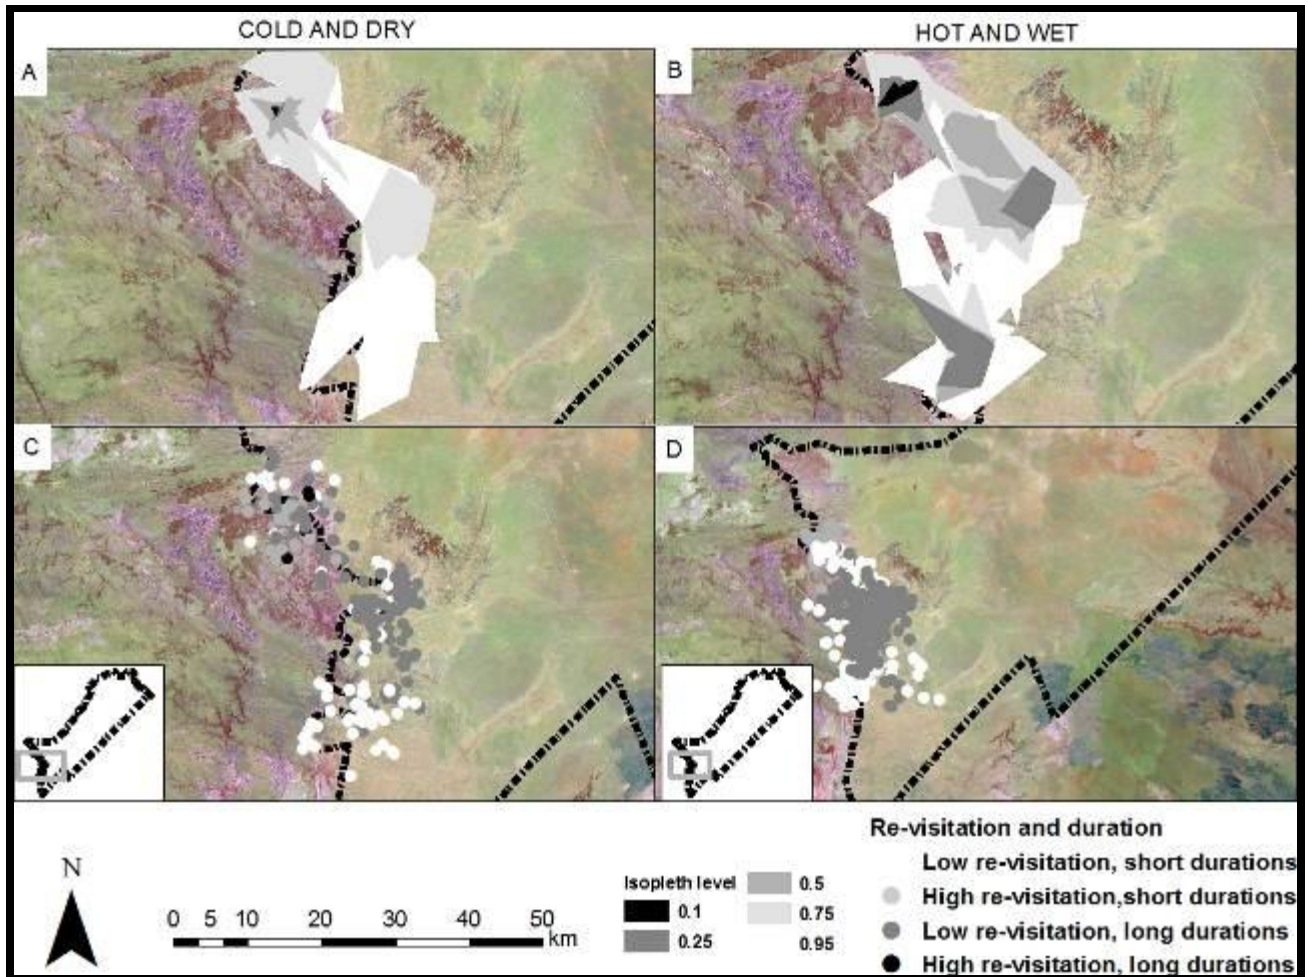 COLD AND DRY
HOT AND WET
A
B
C
D
Re-visitation and duration
Low re-visitation, short durations
High re-visitation,short durations
Low re-visitation, long durations
High re-visitation, long durations
Isopleth level
0.1
0.25
0.5
0.75
0.95
N
0 5 10 20 30 40 50
km